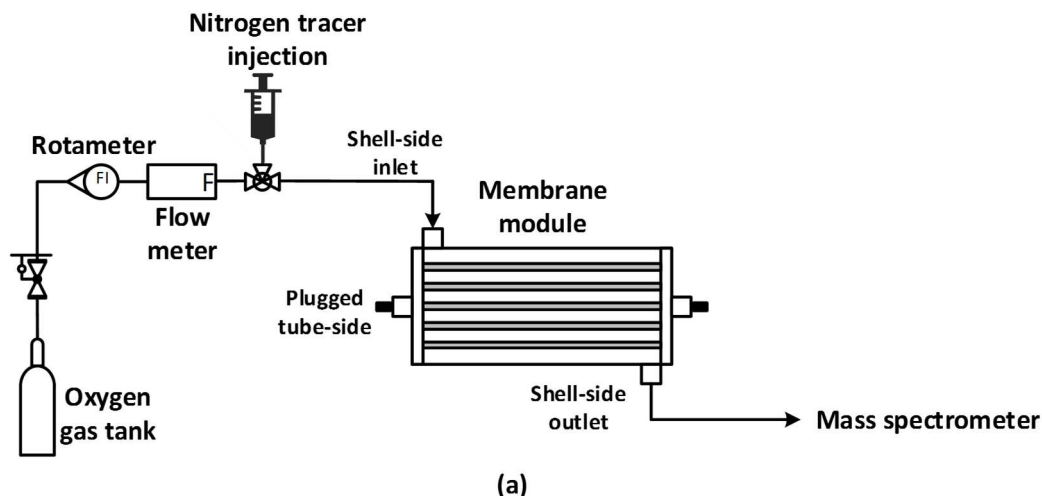 Nitrogen tracer
injection
Rotameter
FI
F
Flow
meter
Shell-side
inlet
Membrane
module
Plugged
tube-side
Oxygen
gas tank
Shell-side
outlet
Mass spectrometer
(a)